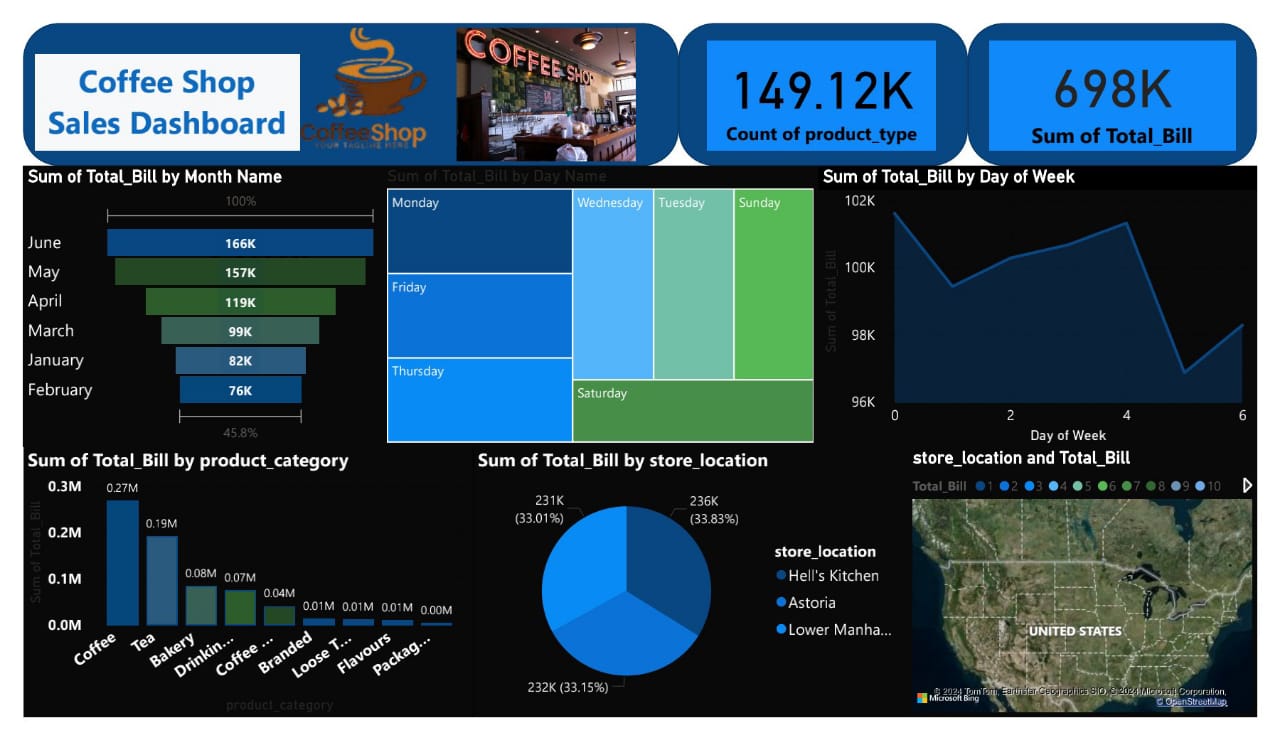 Coffee Shop
Sales Dashboard
CoffeeShop
YOUR TAGLINE HERE
COFFEE SHOP
149.12K
Count of product_type
698K
Sum of Total_Bill
Sum of Total_Bill by Month Name
100%
June
166K
May
157K
April
119K
March
99K
January
82K
February
76K
45.8%
Sum of Total_Bill by Day Name
Monday
Friday
Thursday
Wednesday
Tuesday
Sunday
Saturday
Sum of Total_Bill by Day of Week
Sum of Total_Bill
102K
100K
98K
96K
0 2 4 6
Day of Week
Sum of Total_Bill by product_category
Sum of Total_Bill
0.3M
0.2M
0.1M
0.0M
0.27M
0.19M
0.08M
0.07M
0.04M
0.01M
0.01M
0.01M
0.00M
Coffee
Tea
Bakery
Drinkin...
Coffee ...
Branded
Loose T...
Flavours
Packag...
product_category
Sum of Total_Bill by store_location
231K
(33.01%)
236K
(33.83%)
232K (33.15%)
store_location
Hell's Kitchen
Astoria
Lower Manha...
store_location and Total_Bill
Total_Bill 1 2 3 4 5 6 7 8 9 10
UNITED STATES
© 2024 TomTom, Earthstar Geographics SIO, © 2024 Microsoft Corporation,
Microsoft Bing
© OpenStreetMap